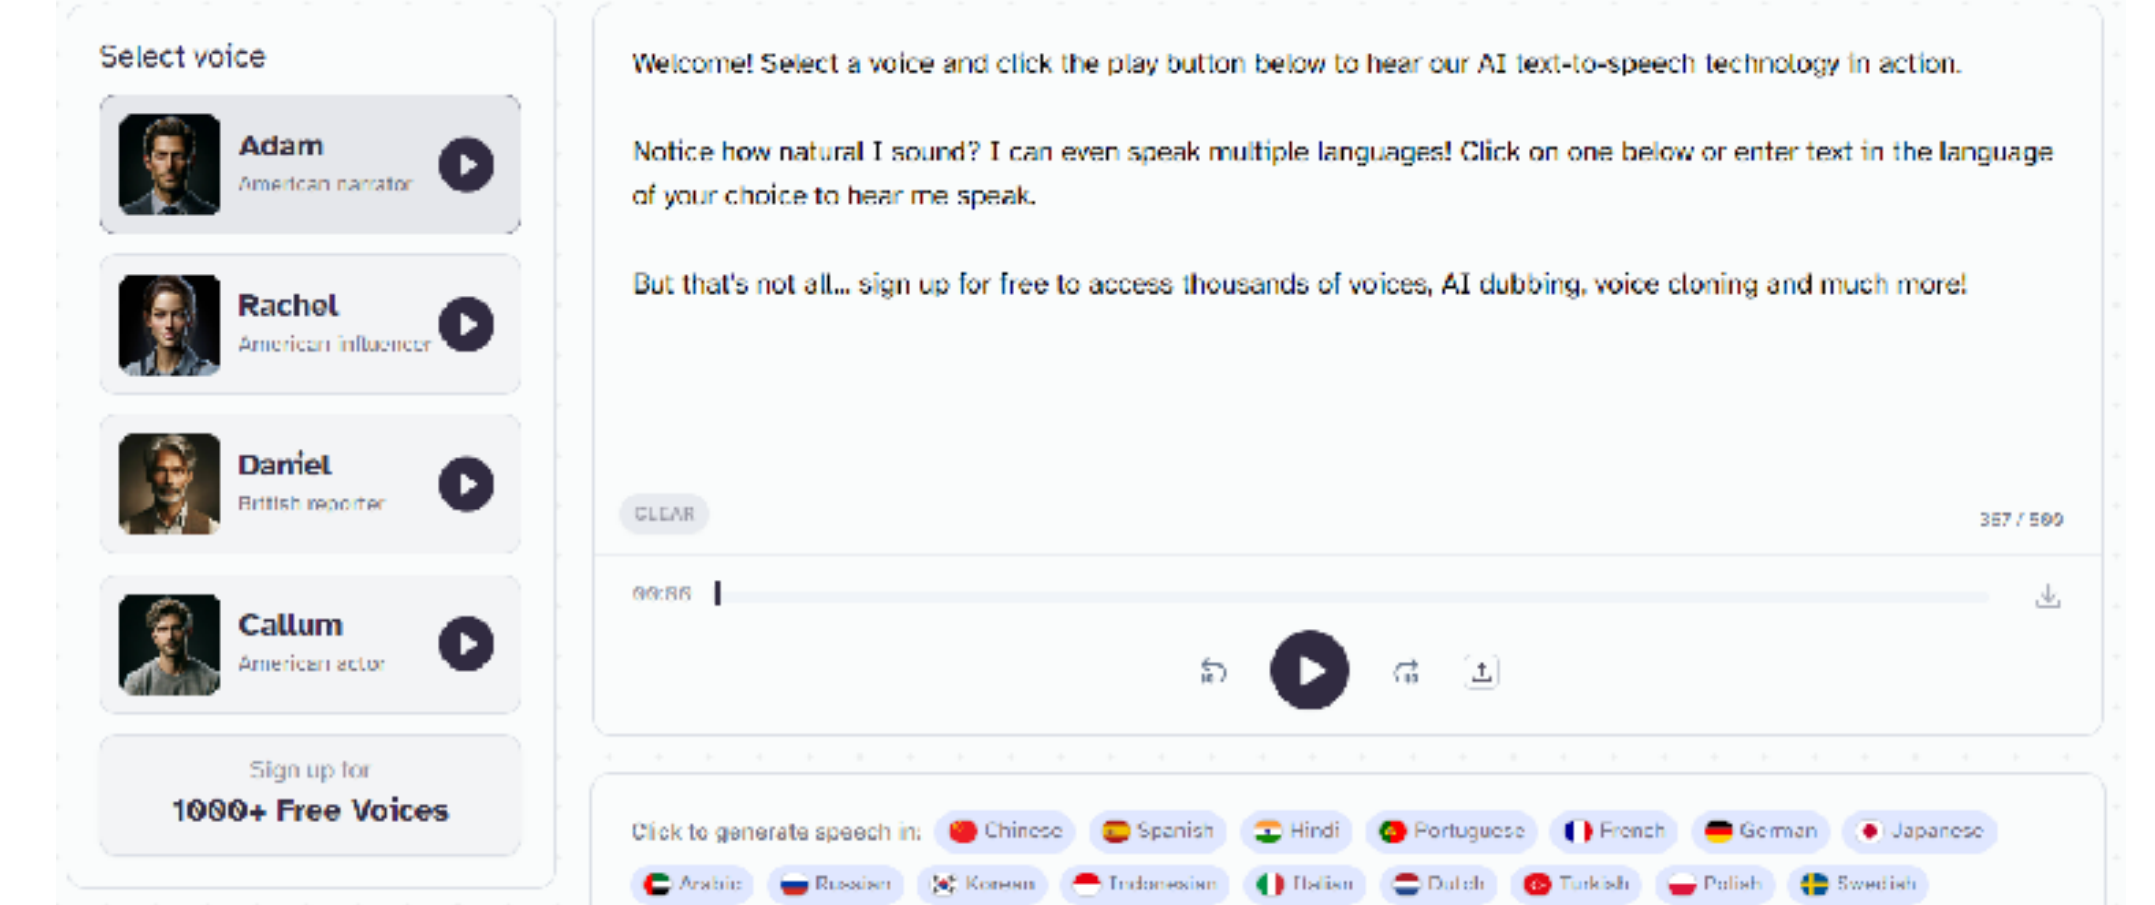 Select voice
Adam
American narrator
Rachel
American influencer
Daniel
British reporter
Callum
American actor
Sign up for
1000+ Free Voices
Welcome! Select a voice and click the play button below to hear our AI text-to-speech technology in action.
Notice how natural I sound? I can even speak multiple languages! Click on one below or enter text in the language
of your choice to hear me speak.
But that's not all... sign up for free to access thousands of voices, AI dubbing, voice cloning and much more!
CLEAR
/ 500
00:00
Click to generate speech in: Chinese Spanish Hindi Portuguese French German Japanese
Arabic Russian Korean Indonesian Italian Dutch Turkish Polish Swedish